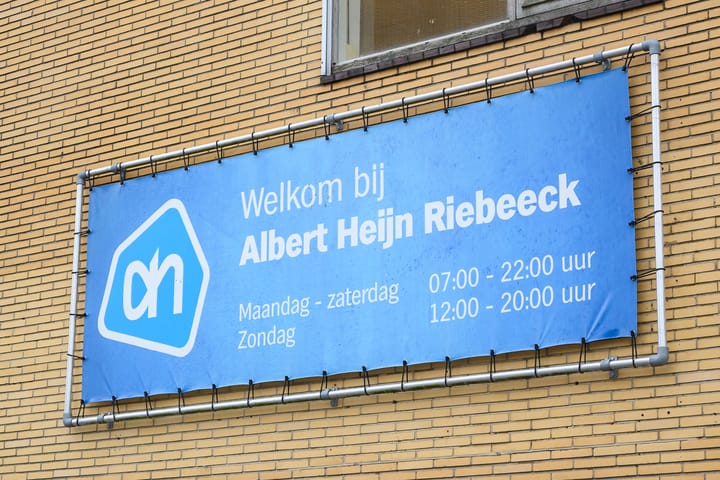 ah
Welkom bij
Albert Heijn Riebeeck
Maandag - zaterdag 07:00 - 22:00 uur
Zondag 12:00 - 20:00 uur